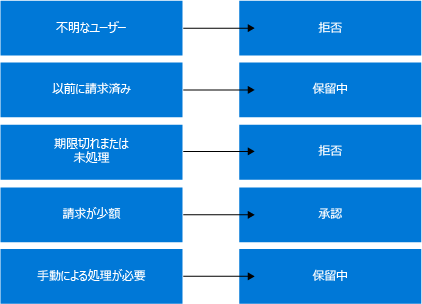 不明なユーザー
拒否
以前に請求済み
保留中
期限切れまたは
未処理
拒否
請求が少額
承認
手動による処理が必要
保留中